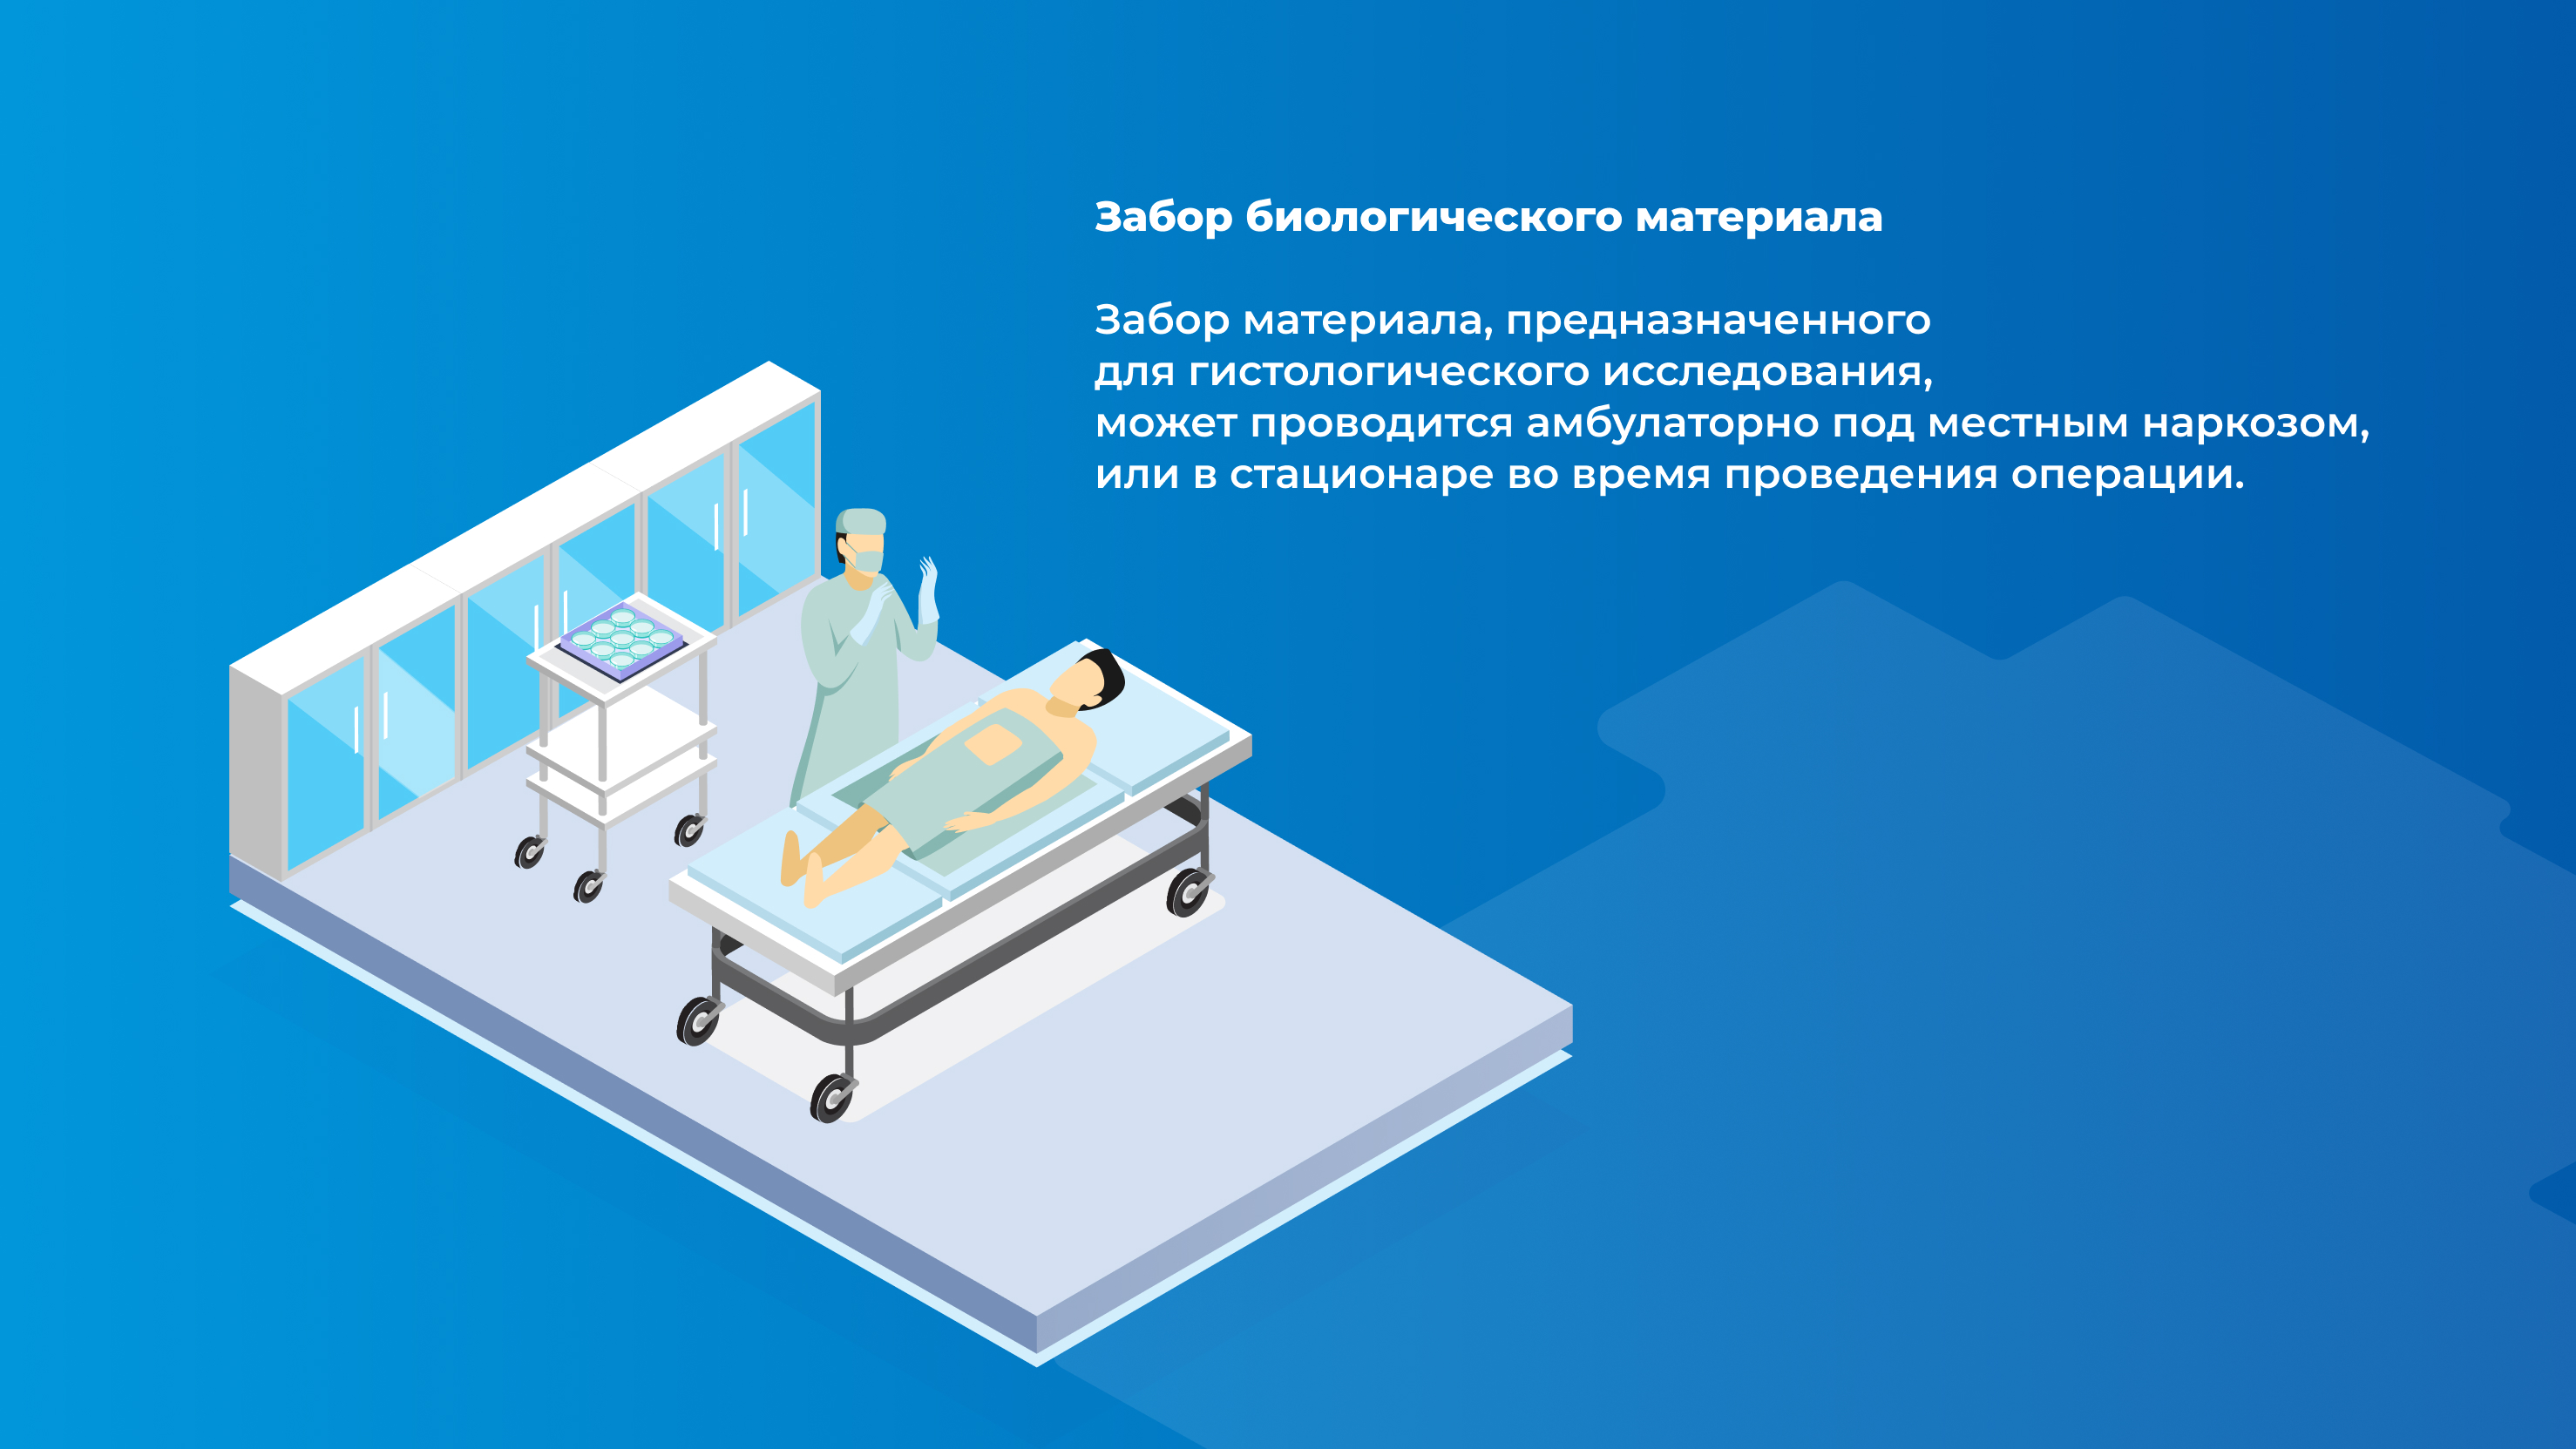 Забор биологического материала
Забор материала, предназначенного
для гистологического исследования,
может проводится амбулаторно под местным наркозом,
или в стационаре во время проведения операции.